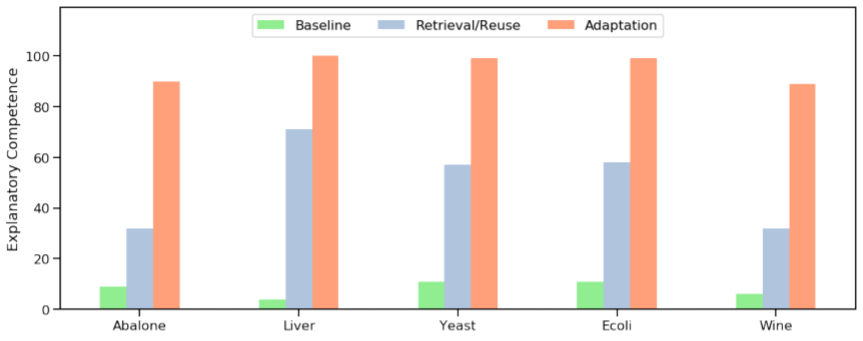 Baseline Retrieval/Reuse Adaptation
Explanatory Competence
100
80
60
40
20
0
Abalone Liver Yeast Ecoli Wine